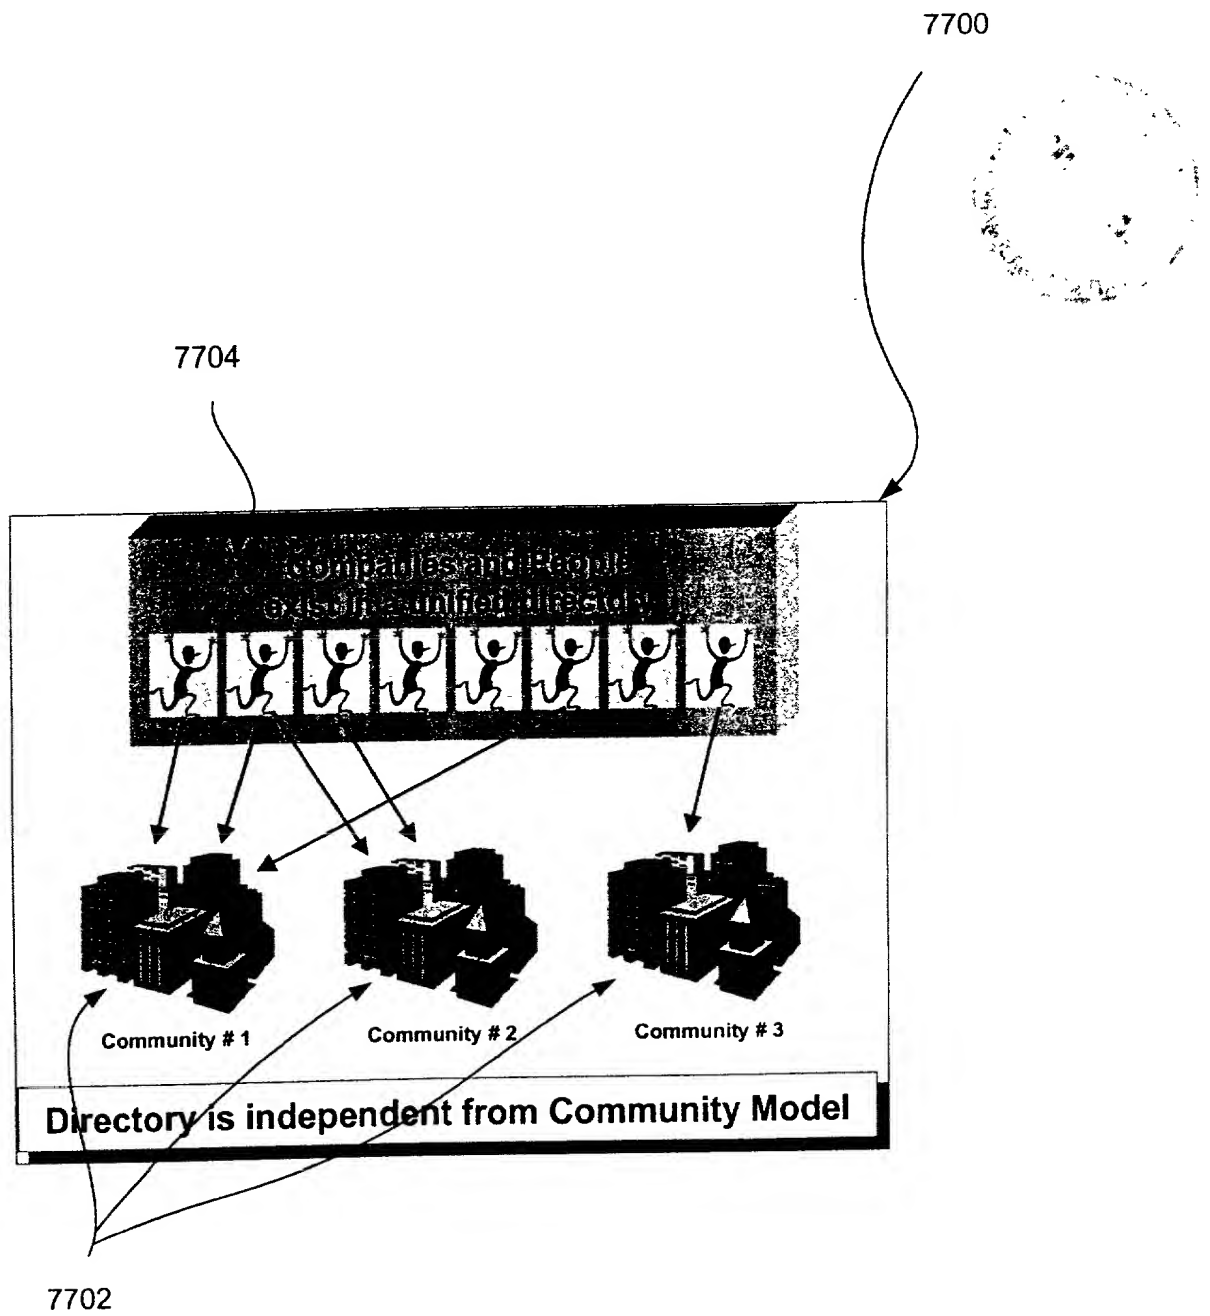 7700
7704
Companies and People
exist in a unified directory
Community # 1
Community # 2
Community # 3
Directory is independent from Community Model
7702